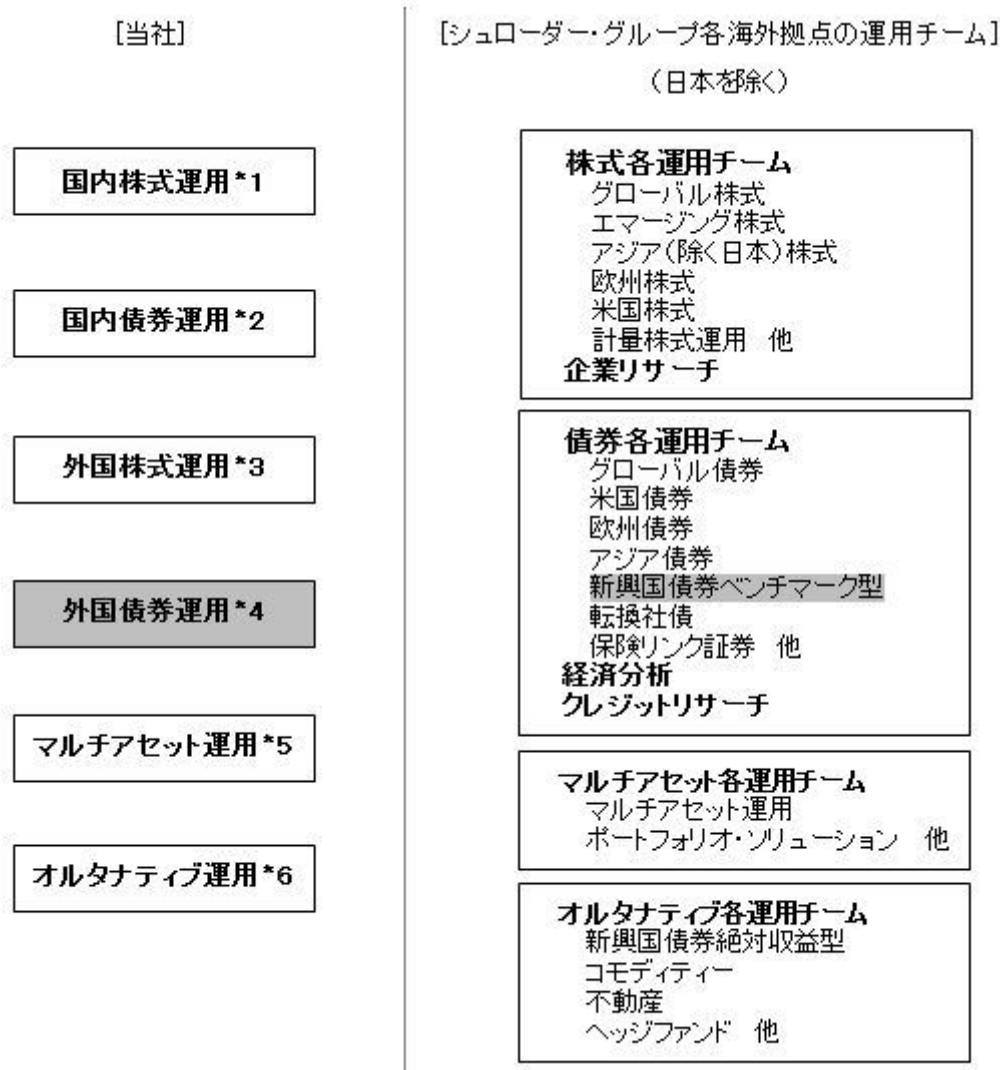 [当社]
国内株式運用*1
国内債券運用*2
外国株式運用*3
外国債券運用*4
マルチアセット運用*5
オルタナティブ運用*6
[シュローダー・グループ各海外拠点の運用チーム]
（日本を除く）
株式各運用チーム
グローバル株式
エマージング株式
アジア（除く日本）株式
欧州株式
米国株式
計量株式運用　他
企業リサーチ
債券各運用チーム
グローバル債券
米国債券
欧州債券
アジア債券
新興国債券ベンチマーク型
転換社債
保険リンク証券　他
経済分析
クレジットリサーチ
マルチアセット各運用チーム
マルチアセット運用
ポートフォリオ・ソリューション　他
オルタナティブ各運用チーム
新興国債券絶対収益型
コモディティー
不動産
ヘッジファンド　他